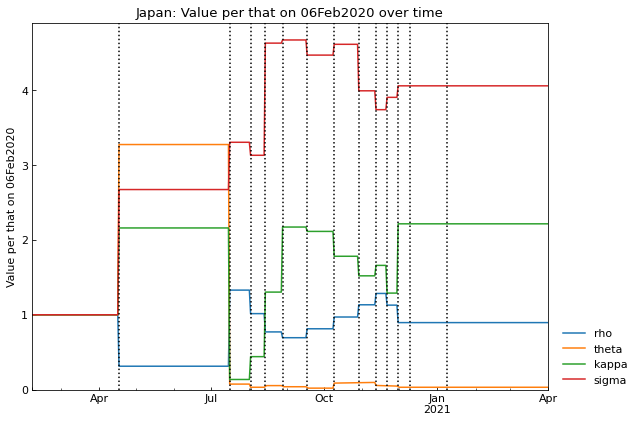 Japan: Value per that on 06Feb2020 over time
Value per that on 06Feb2020
4
3
2
1
0
Apr
Jul
Oct
Jan
2021
Apr
rho
theta
kappa
sigma